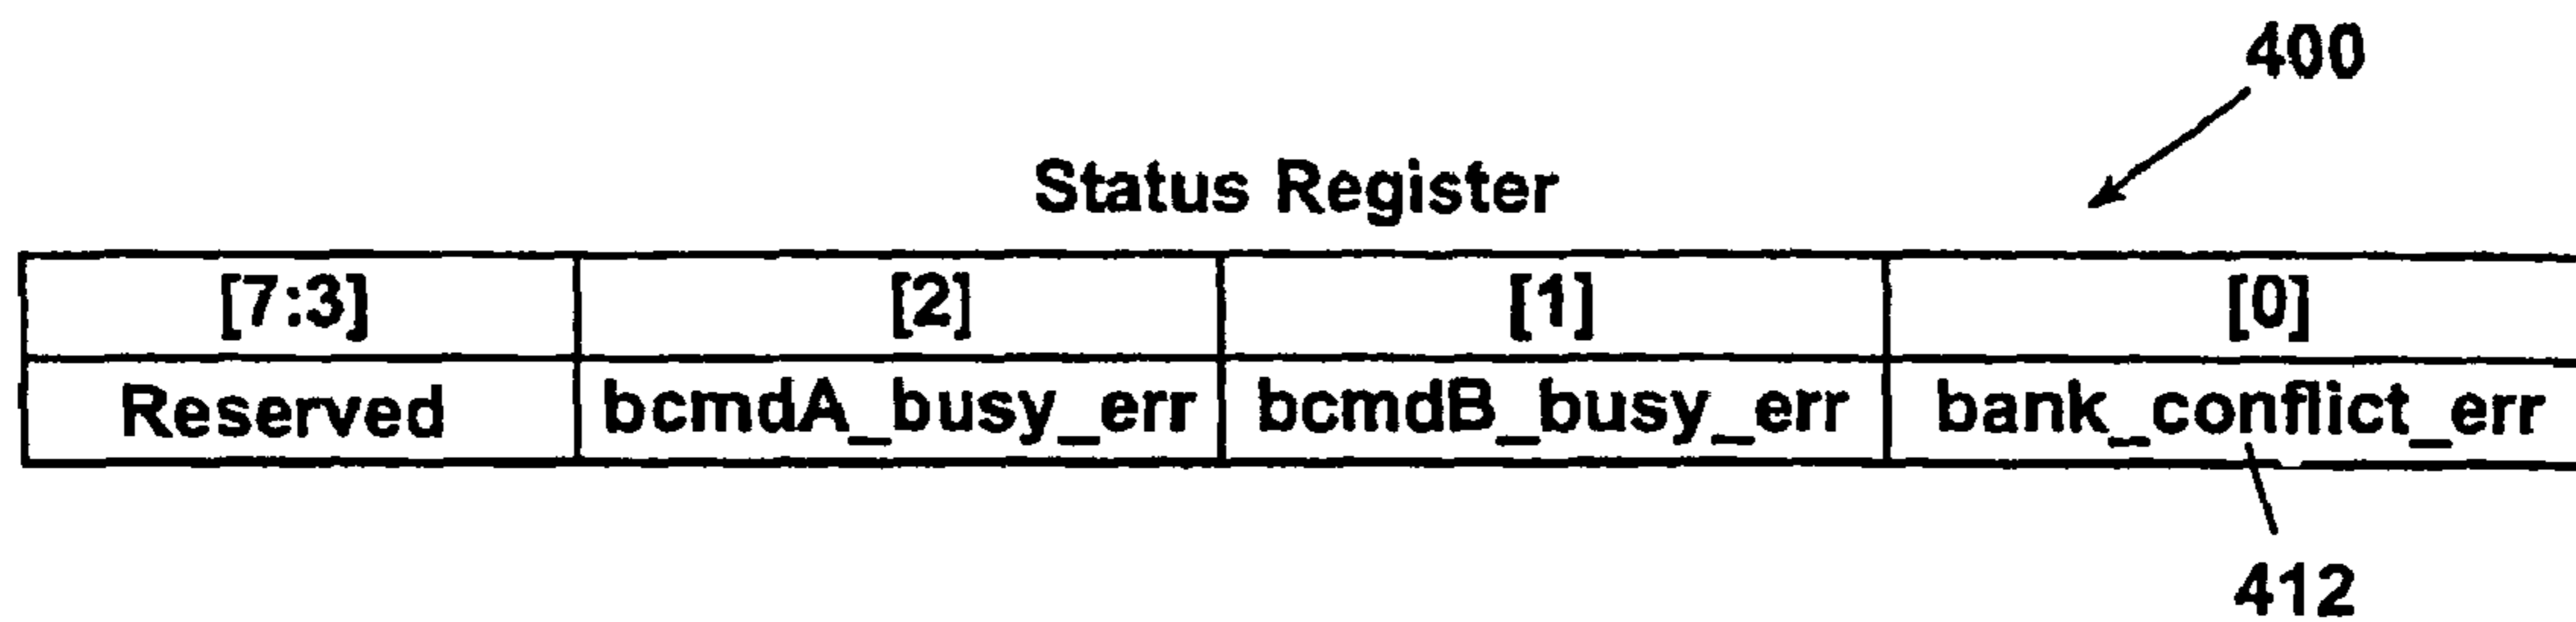 400
Status Register
[7:3] [2] [1] [0]
Reserved bcmdA_busy_err bcmdB_busy_err bank_conflict_err
412